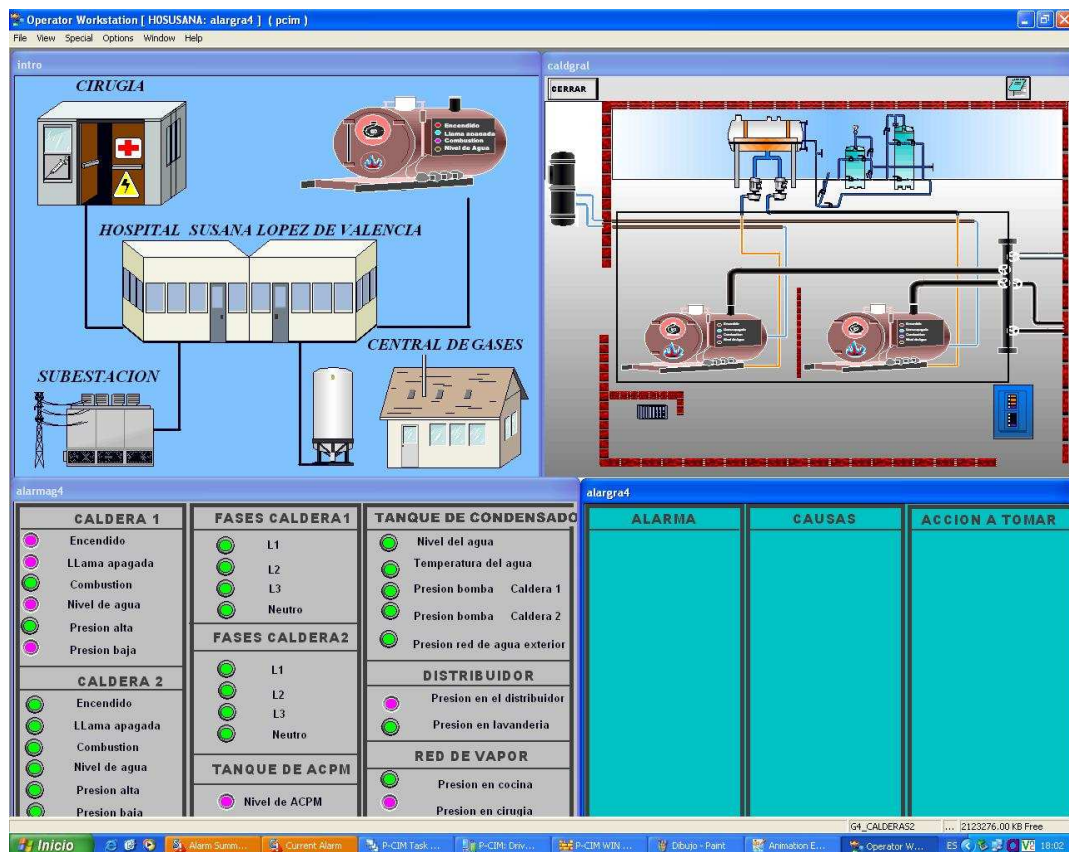 Operator Workstation [ HOSUSANA: alargra4 ] ( pcim )
File View Special Options Window Help
intro
CIRUGIA
Encendido
Llama apagada
Combustion
Nivel de Agua
HOSPITAL SUSANA LOPEZ DE VALENCIA
SUBESTACION
CENTRAL DE GASES
caldgral
CERRAR
alarmag4
CALDERA 1
Encendido
LLama apagada
Combustion
Nivel de agua
Presion alta
Presion baja
CALDERA 2
Encendido
LLama apagada
Combustion
Nivel de agua
Presion alta
Presion baja
FASES CALDERA1
L1
L2
L3
Neutro
FASES CALDERA2
L1
L2
L3
Neutro
TANQUE DE ACPM
Nivel de ACPM
TANQUE DE CONDENSADO
Nivel del agua
Temperatura del agua
Presion bomba Caldera 1
Presion bomba Caldera 2
Presion red de agua exterior
DISTRIBUIDOR
Presion en el distribuidor
Presion en lavanderia
RED DE VAPOR
Presion en cocina
Presion en cirugia
alargra4
ALARMA
CAUSAS
ACCION A TOMAR
G4_CALDERAS2 ... 2123276.00 KB Free
Inicio Alarm Summ... Current Alarm P-CIM Task ... P-CIM: Driv... P-CIM WIN ... Dibujo - Paint Animation E... Operator W... ES 18:02